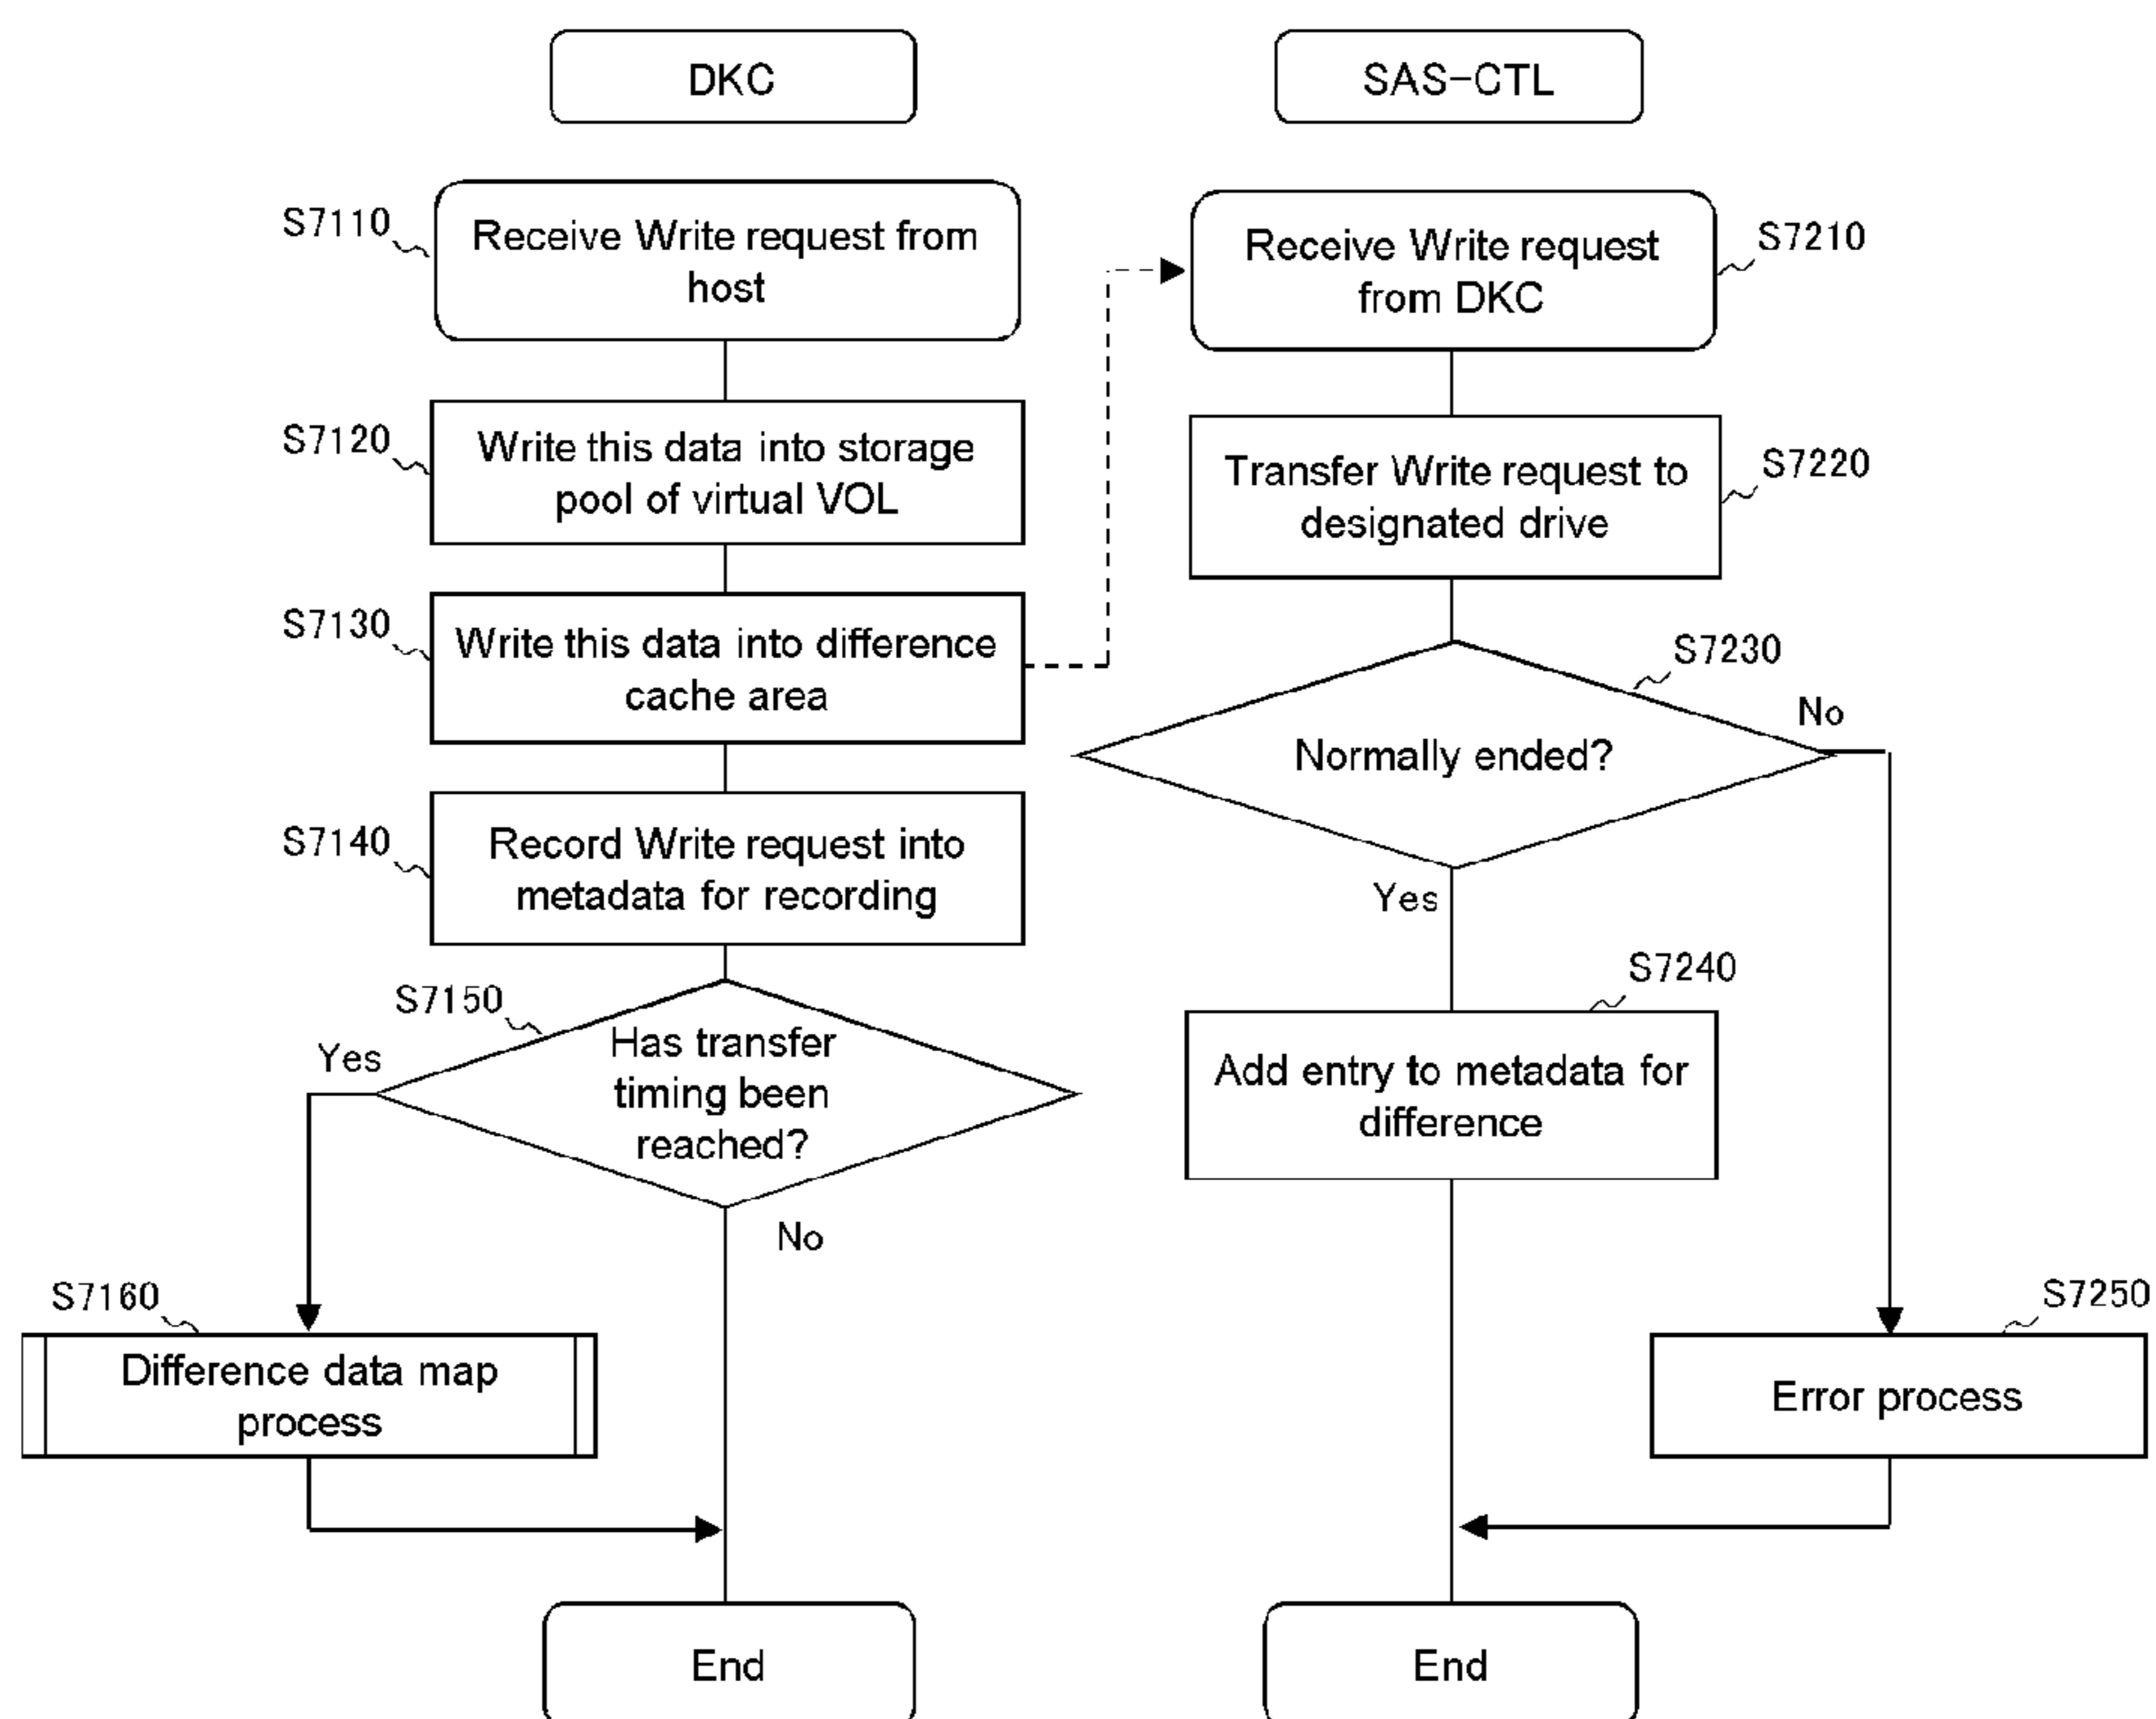 DKC
S7110
Receive Write request from
host
S7120
Write this data into storage
pool of virtual VOL
S7130
Write this data into difference
cache area
S7140
Record Write request into
metadata for recording
S7150
Has transfer
timing been
reached?
Yes
No
S7160
Difference data map
process
End
SAS-CTL
Receive Write request
from DKC
S7210
Transfer Write request to
designated drive
S7220
S7230
Normally ended?
No
Yes
S7240
Add entry to metadata for
difference
S7250
Error process
End